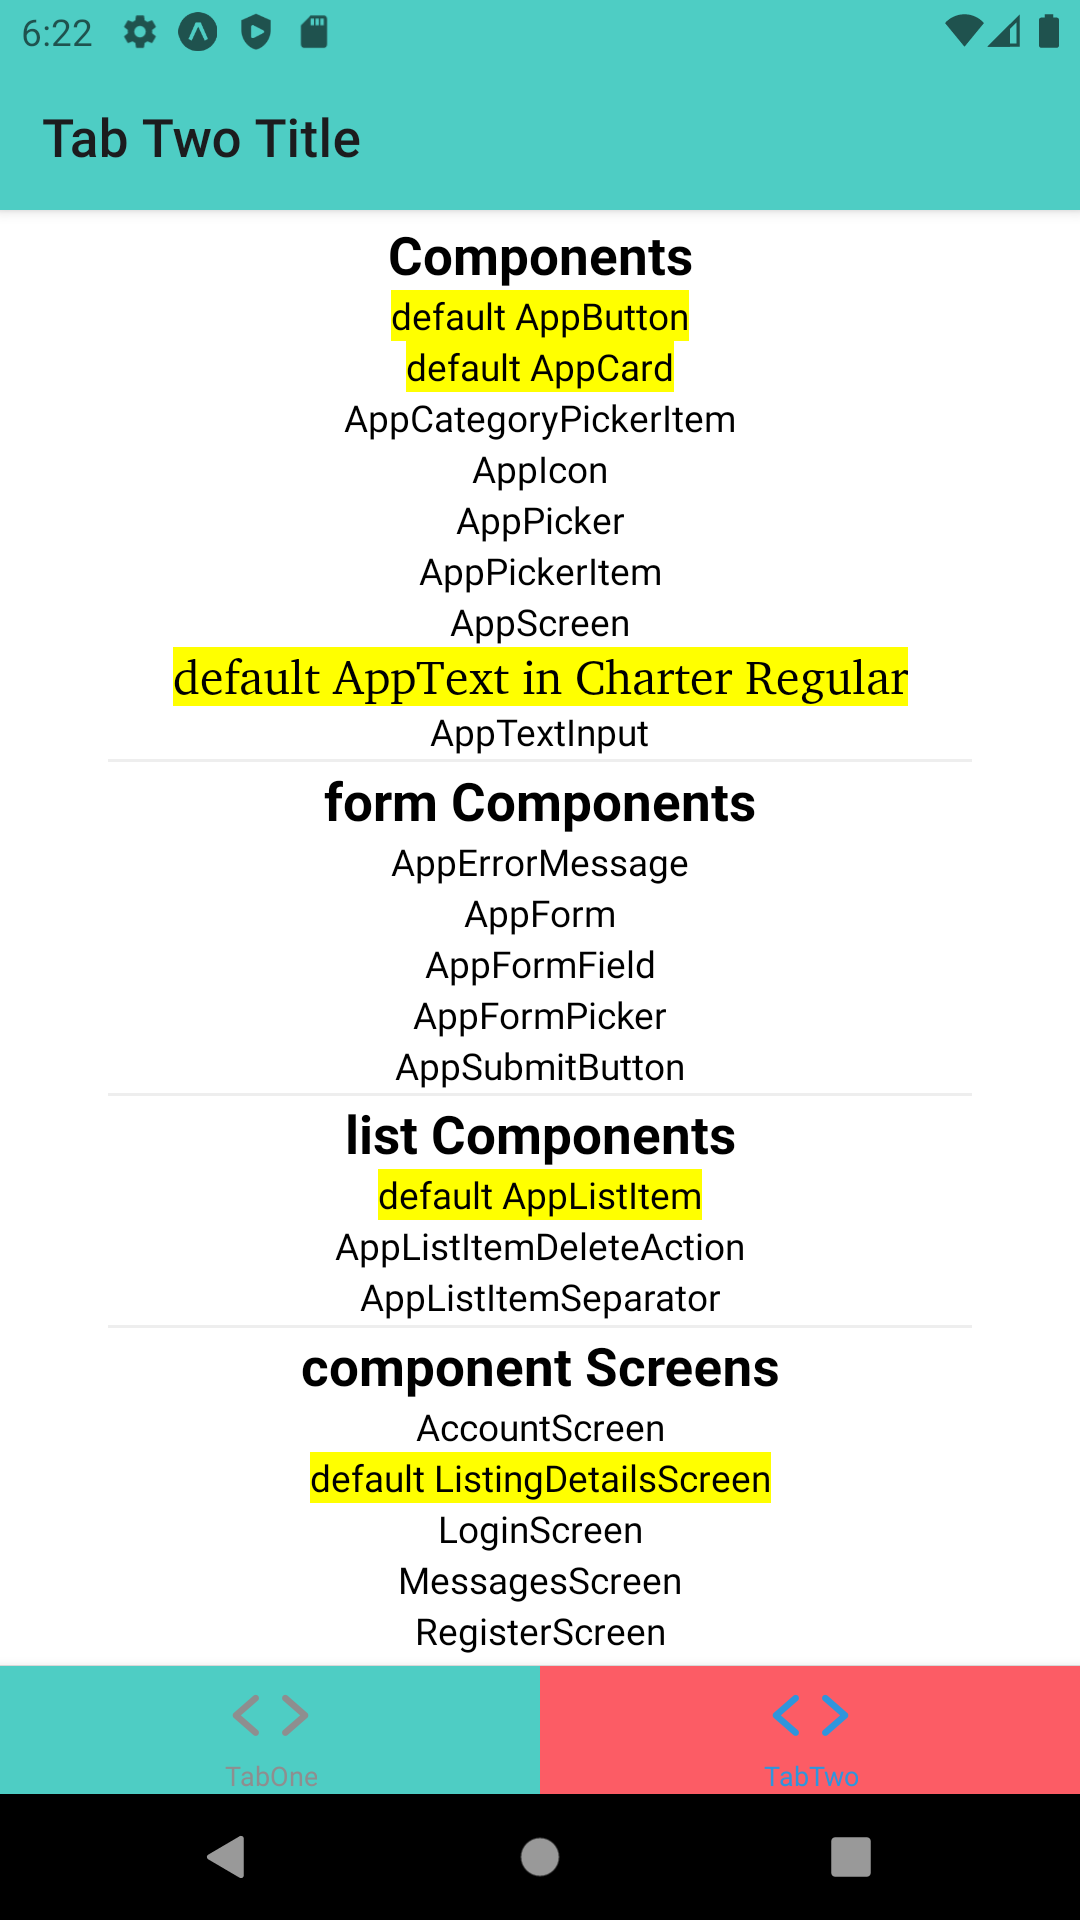 6:22
Tab Two Title
Components
default AppButton
default AppCard
AppCategoryPickerItem
AppIcon
AppPicker
AppPickerItem
AppScreen
default AppText in Charter Regular
AppTextInput
form Components
AppErrorMessage
AppForm
AppFormField
AppFormPicker
AppSubmitButton
list Components
default AppListItem
AppListItemDeleteAction
AppListItemSeparator
component Screens
AccountScreen
default ListingDetailsScreen
LoginScreen
MessagesScreen
RegisterScreen
TabOne
TabTwo